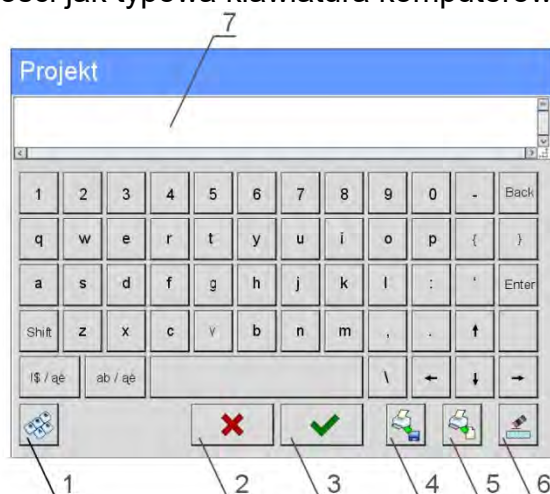 ści jak typowa klawiatura komputerow
7
Projekt
1 2 3 4 5 6 7 8 9 0 - Back
q w e r t y u i o p { }
a s d f g h j k l : ' Enter
Shift z x c v b n m , .
!$ / ąę ab / ąę \
1 2 3 4 5 6